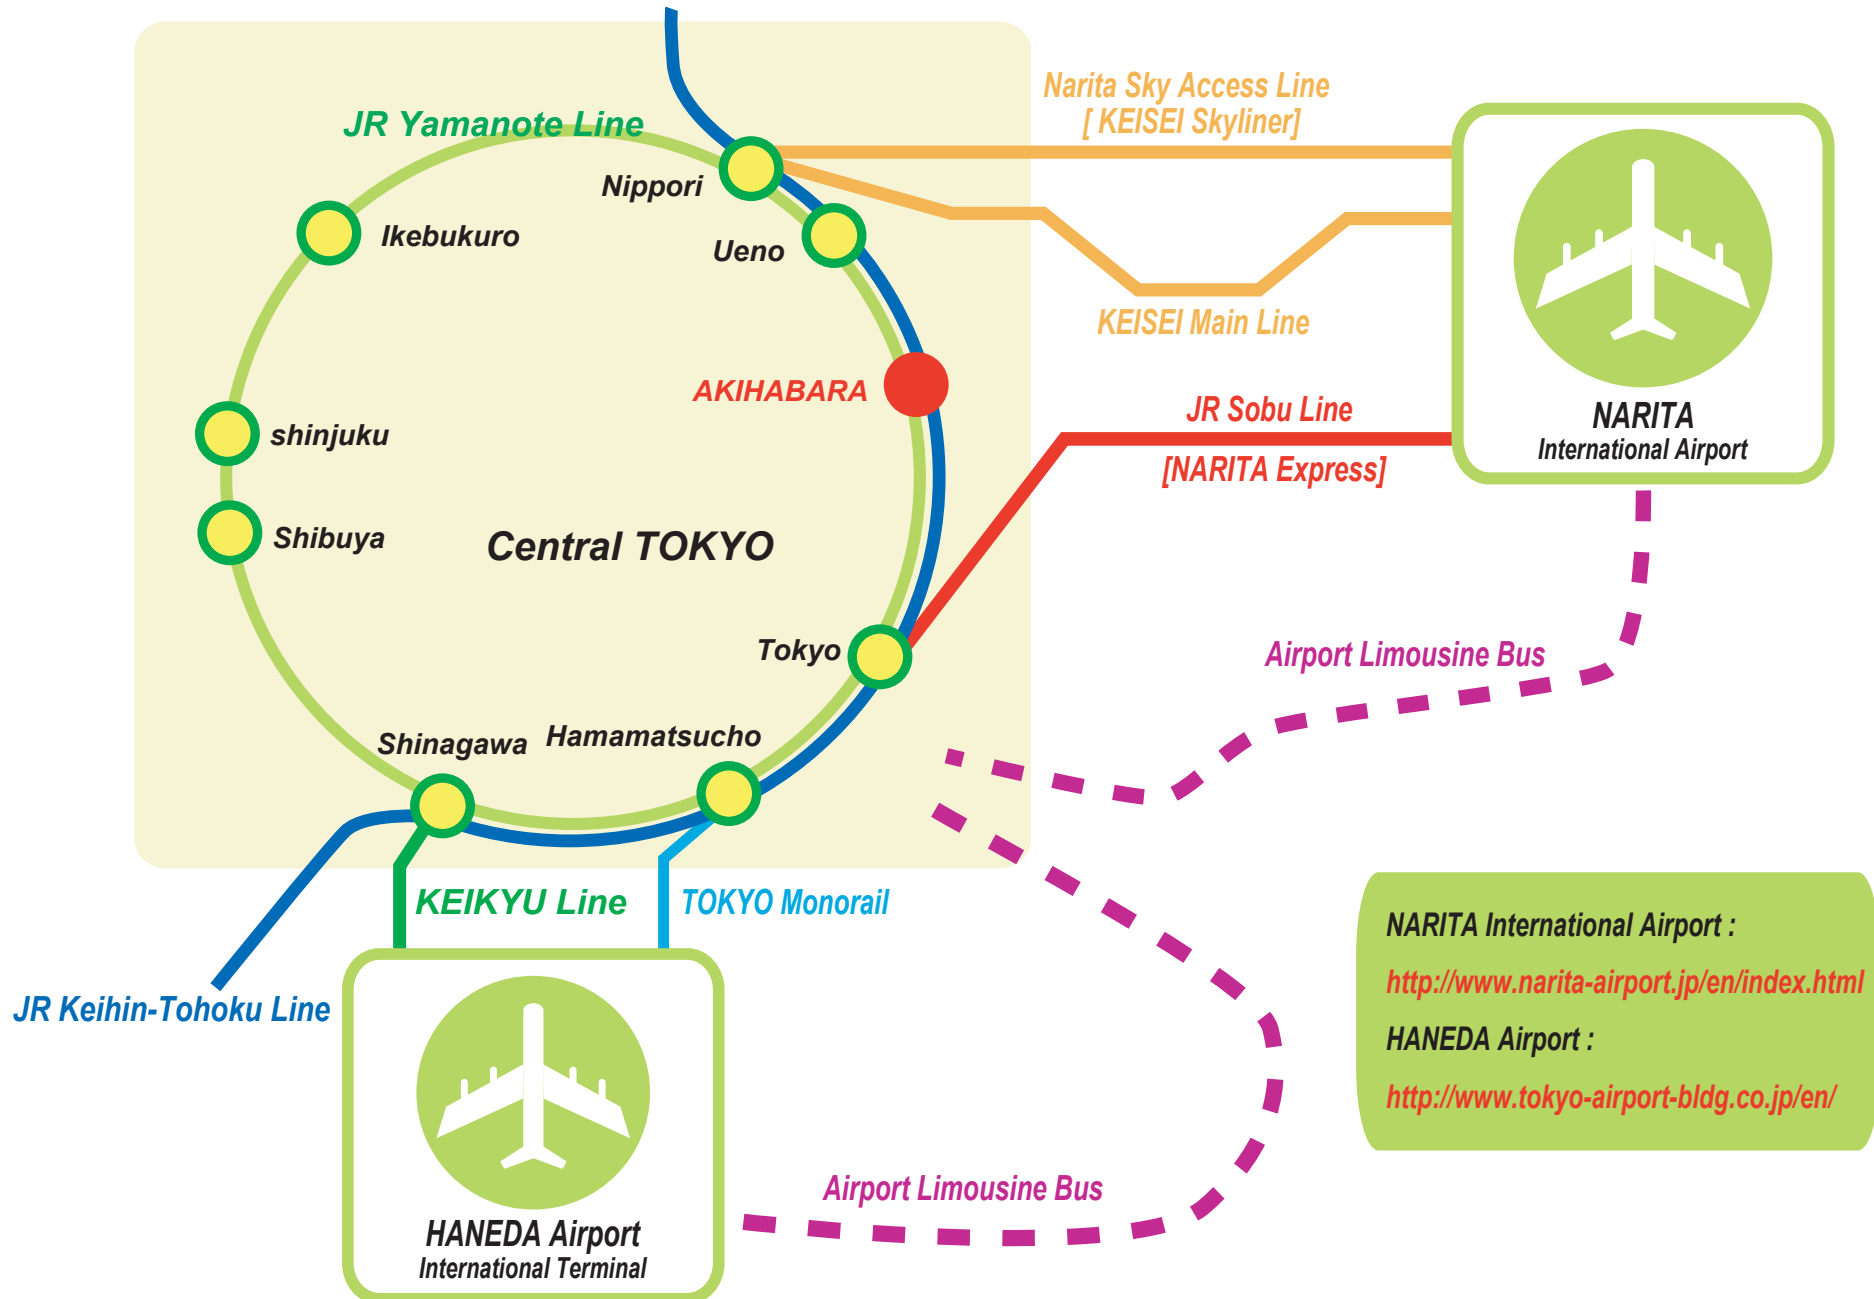 Narita Sky Access Line
[ KEISEI Skyliner]
JR Yamanote Line
Nippori
Ikebukuro
Ueno
KEISEI Main Line
AKIHABARA
JR Sobu Line
[NARITA Express]
NARITA
International Airport
shinjuku
Shibuya
Central TOKYO
Tokyo
Airport Limousine Bus
Shinagawa
Hamamatsucho
KEIKYU Line
TOKYO Monorail
JR Keihin-Tohoku Line
NARITA International Airport :
http://www.narita-airport.jp/en/index.html
HANEDA Airport :
http://www.tokyo-airport-bldg.co.jp/en/
Airport Limousine Bus
HANEDA Airport
International Terminal